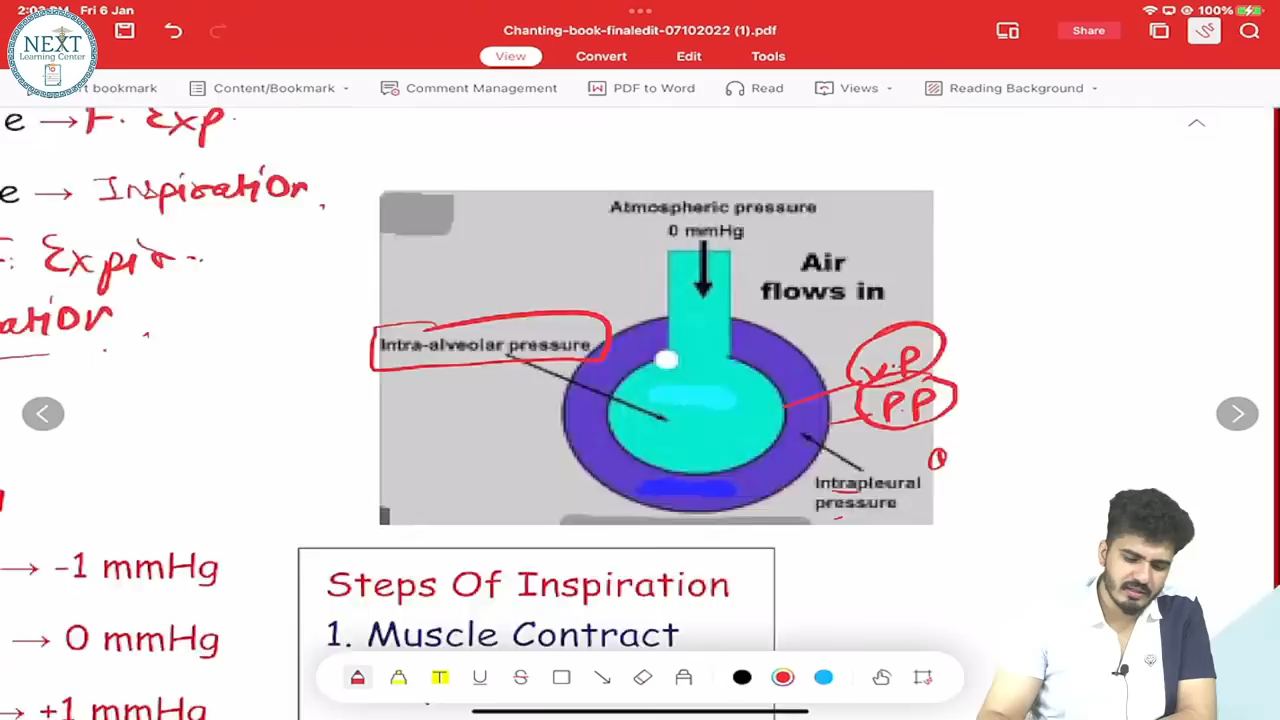 2:03 PM Fri 6 Jan
100%
NEXT
Learning Center
Chanting-book-finaledit-07102022 (1).pdf
Share
View
Convert
Edit
Tools
t bookmark
Content/Bookmark
Comment Management
PDF to Word
Read
Views
Reading Background
e → F. Exp.
e → Inspiration.
F. Expir
ation.
Atmospheric pressure
0 mmHg
Air
flows in
Intra-alveolar pressure
V.P
P.P
Intrapleural
pressure
→ -1 mmHg
→ 0 mmHg
→ +1 mmHg
Steps Of Inspiration
1. Muscle Contract